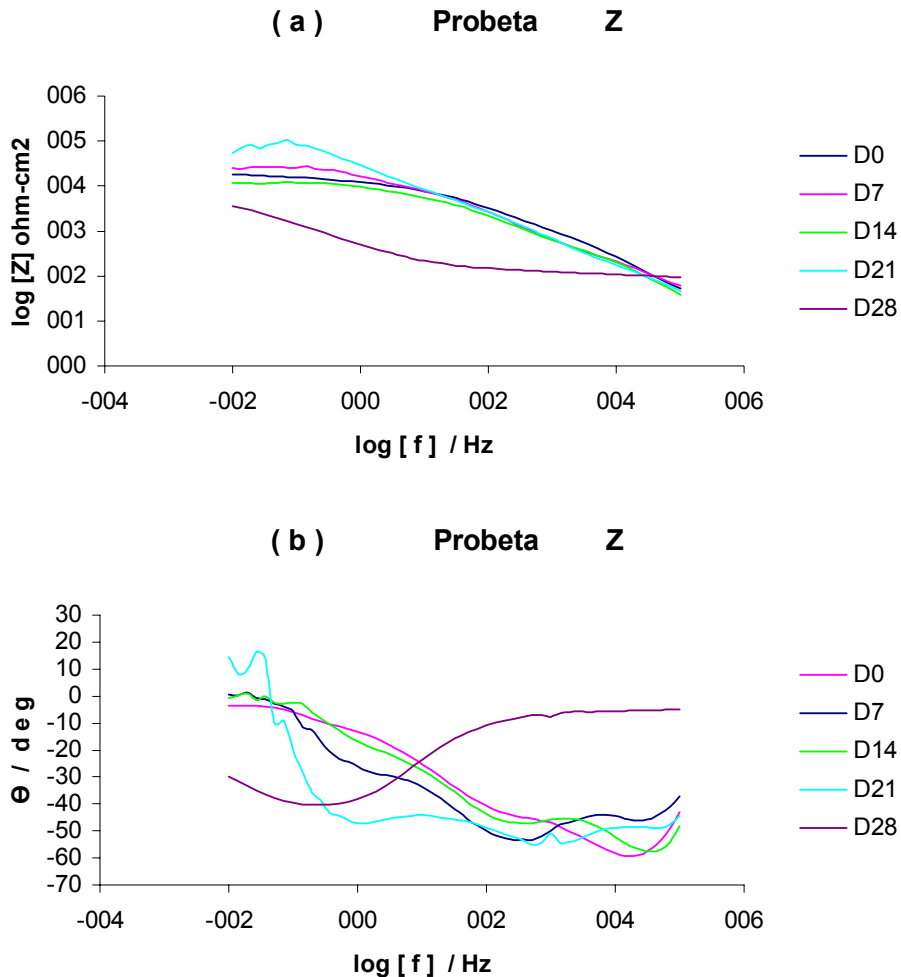 ( a ) Probeta Z
006
005
004
003
002
001
000
log [Z] ohm-cm2
-004 -002 000 002 004 006
log [ f ] / Hz
D0
D7
D14
D21
D28
( b ) Probeta Z
30
20
10
0
-10
-20
-30
-40
-50
-60
-70
Θ / d e g
-004 -002 000 002 004 006
log [ f ] / Hz
D0
D7
D14
D21
D28